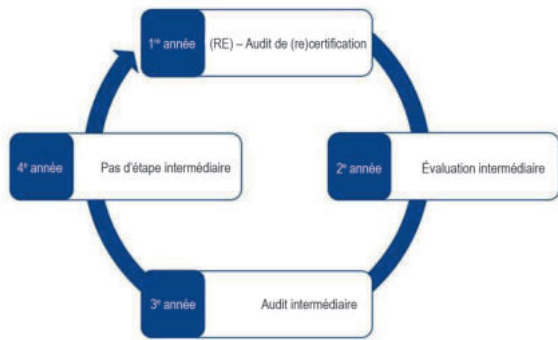 1re année (RE) – Audit de (re)certification
2e année Évaluation intermédiaire
3e année Audit intermédiaire
4e année Pas d'étape intermédiaire